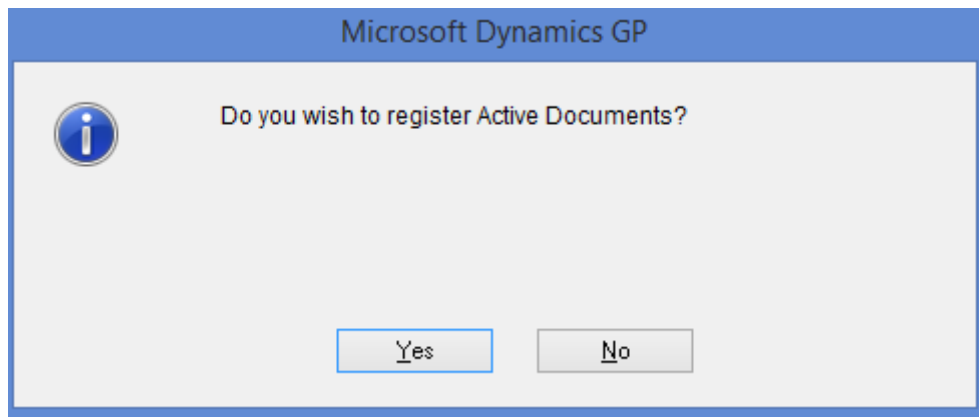 Microsoft Dynamics GP
Do you wish to register Active Documents?
Yes
No